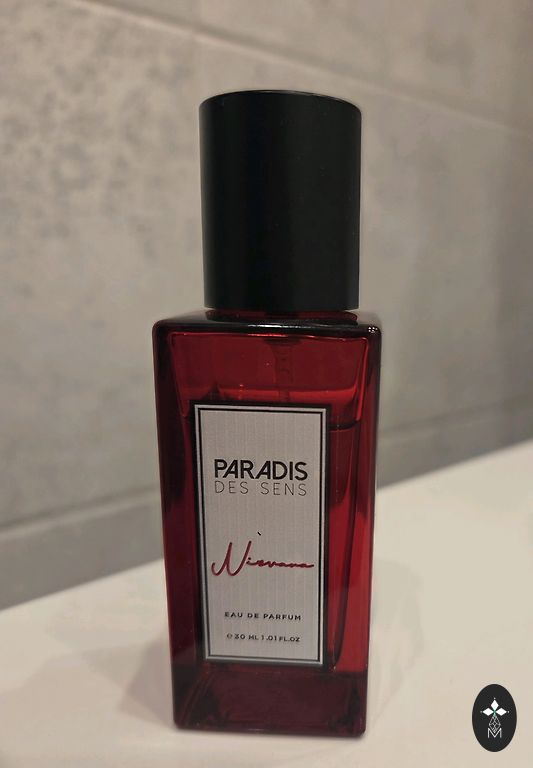 PARADIS
DES SENS
Nirvana
EAU DE PARFUM
℮30 ML 1.01 FL.OZ
M